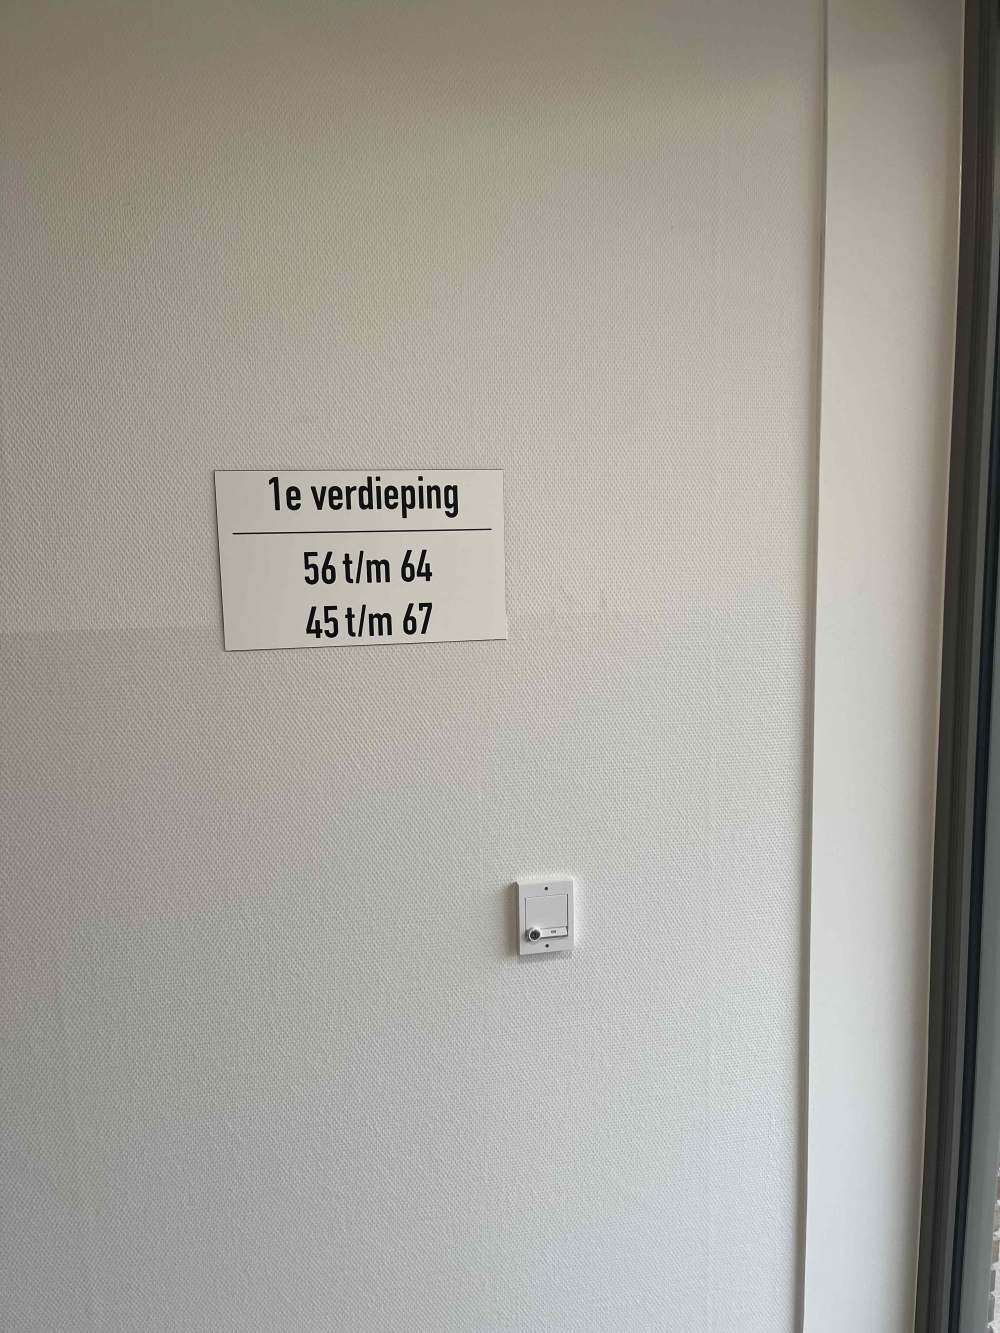 1e verdieping
56 t/m 64
45 t/m 67